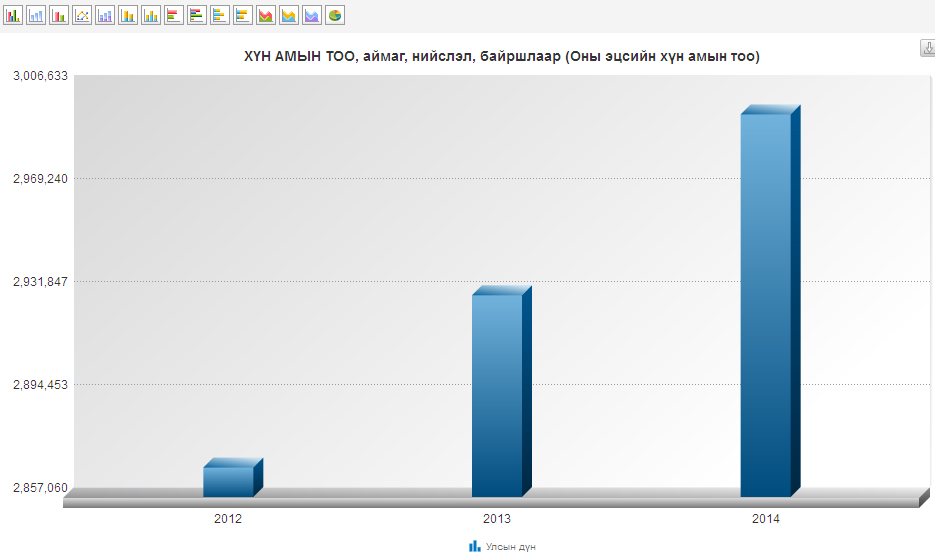 ХҮН АМЫН ТОО, аймаг, нийслэл, байршлаар (Оны эцсийн хүн амын тоо)
3,006,633
2,969,240
2,931,847
2,894,453
2,857,060
2012 2013 2014
Улсын дүн